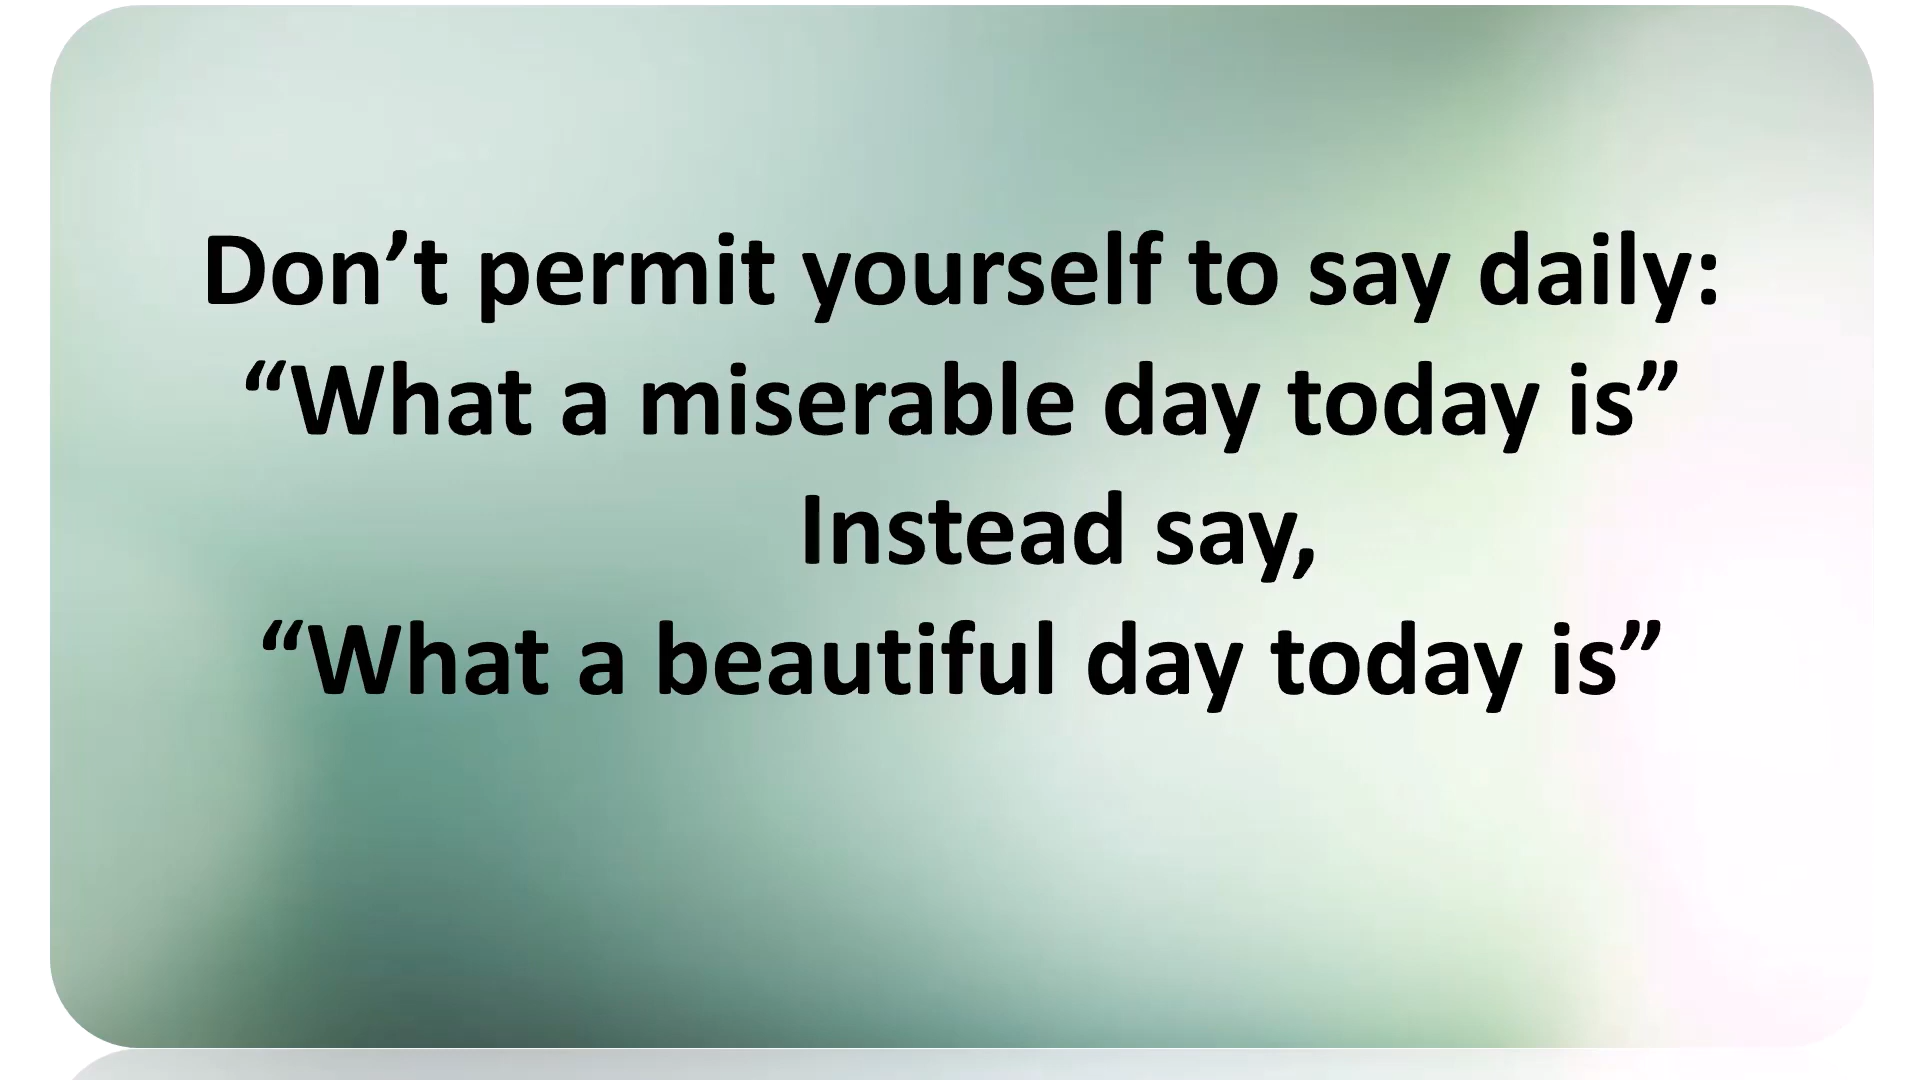 Don’t permit yourself to say daily:
“What a miserable day today is”
Instead say,
“What a beautiful day today is”